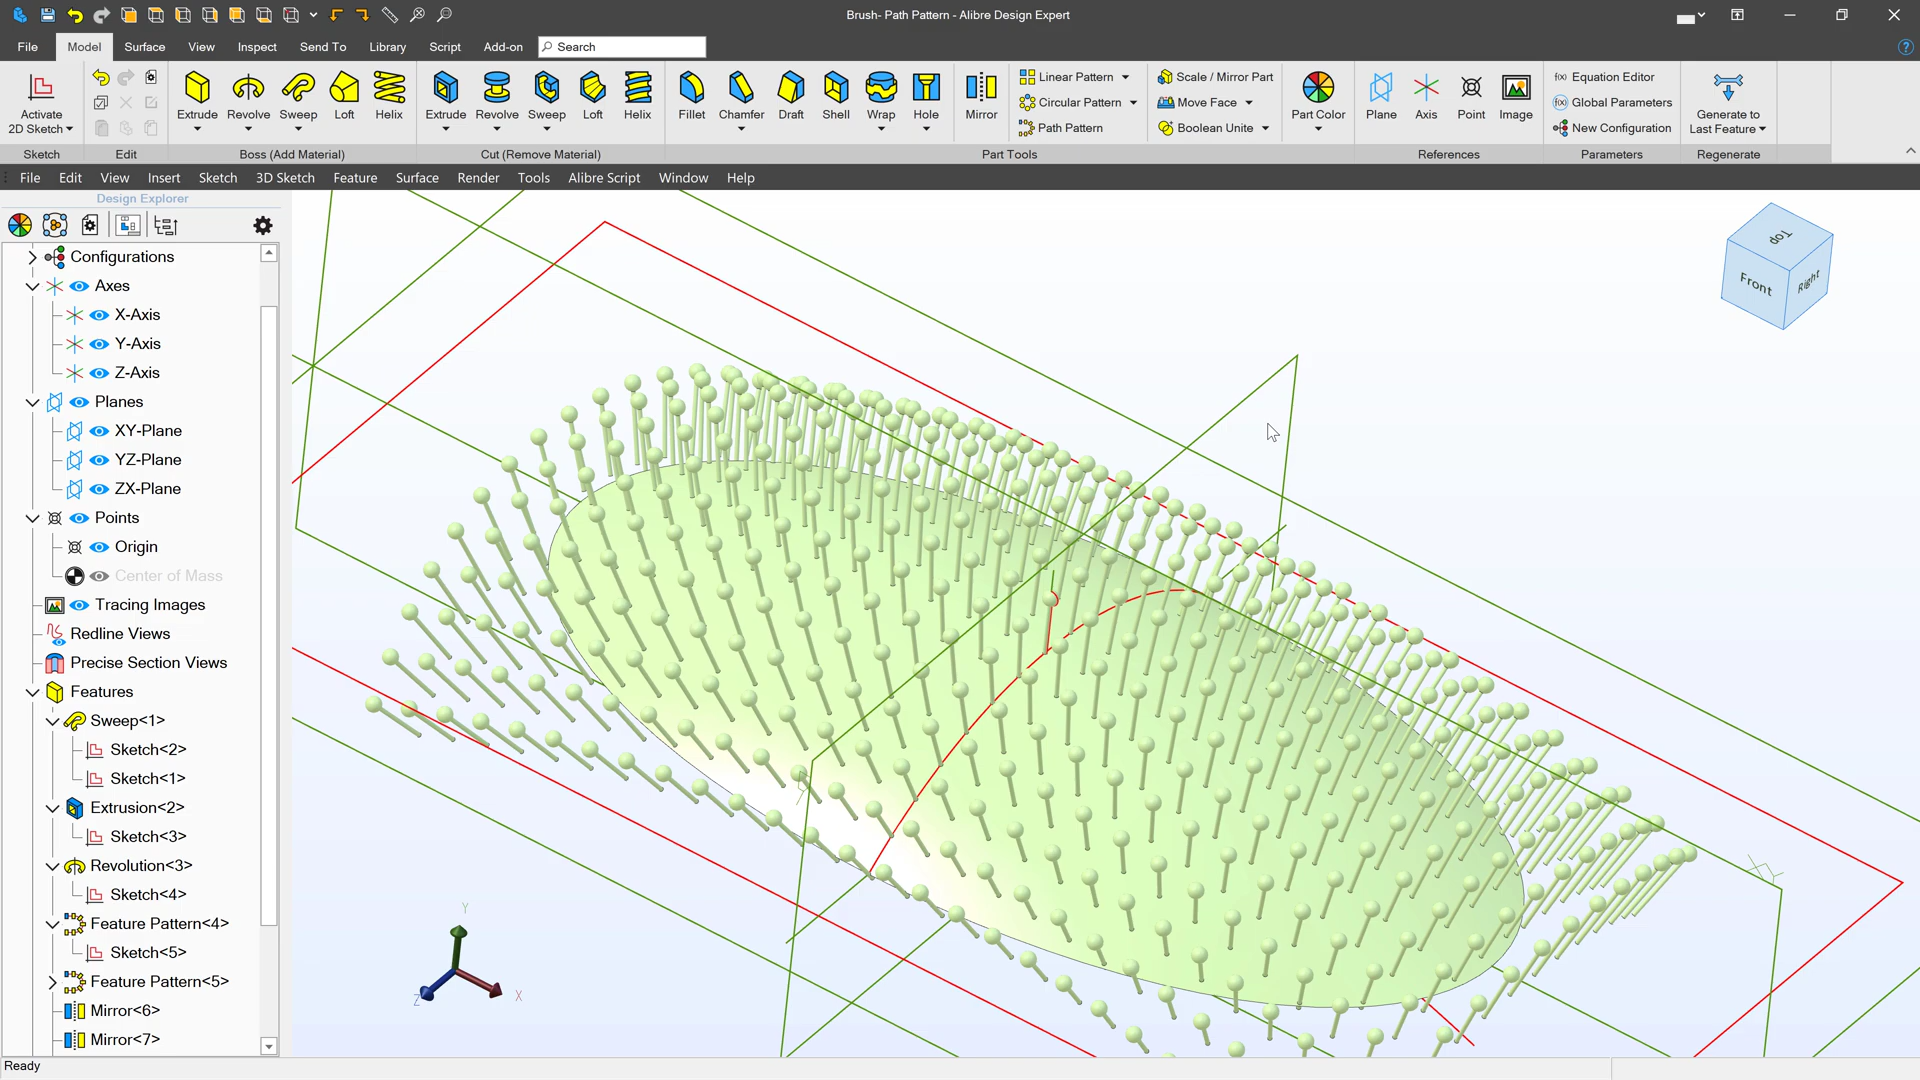 Brush- Path Pattern - Alibre Design Expert
File Model Surface View Inspect Send To Library Script Add-on Search
Activate 2D Sketch
Extrude Revolve Sweep Loft Helix
Extrude Revolve Sweep Loft Helix
Fillet Chamfer Draft Shell Wrap Hole
Mirror
Linear Pattern
Circular Pattern
Path Pattern
Scale / Mirror Part
Move Face
Boolean Unite
Part Color
Plane Axis Point Image
f(x) Equation Editor
f(x) Global Parameters
New Configuration
Generate to Last Feature
Sketch Edit Boss (Add Material) Cut (Remove Material) Part Tools References Parameters Regenerate
File Edit View Insert Sketch 3D Sketch Feature Surface Render Tools Alibre Script Window Help
Design Explorer
Configurations
Axes
X-Axis
Y-Axis
Z-Axis
Planes
XY-Plane
YZ-Plane
ZX-Plane
Points
Origin
Center of Mass
Tracing Images
Redline Views
Precise Section Views
Features
Sweep<1>
Sketch<2>
Sketch<1>
Extrusion<2>
Sketch<3>
Revolution<3>
Sketch<4>
Feature Pattern<4>
Sketch<5>
Feature Pattern<5>
Mirror<6>
Mirror<7>
Top
Front
Right
Y
Z
X
Ready